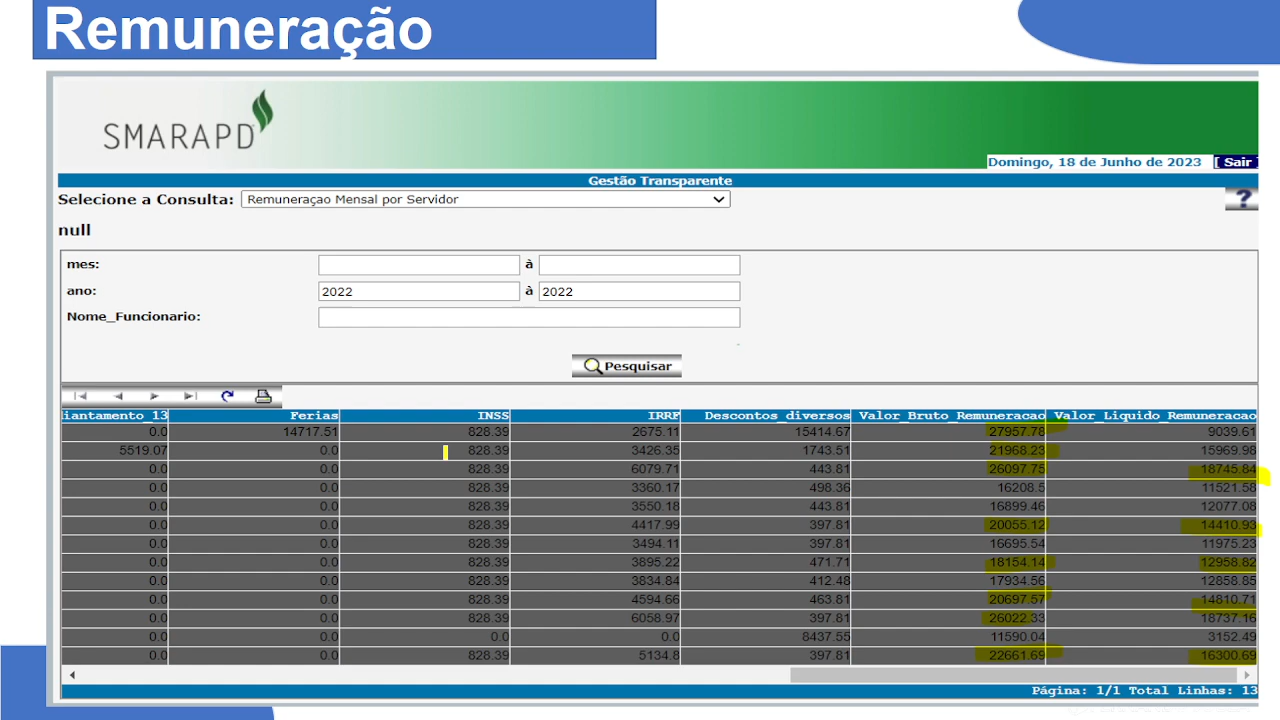 Remuneração
SMARAPD
Domingo, 18 de Junho de 2023 [ Sair ]
Gestão Transparente
Selecione a Consulta: Remuneraçao Mensal por Servidor
?
null
mes: à
ano: 2022 à 2022
Nome_Funcionario:
Pesquisar
iantamento_13 Ferias INSS IRRF Descontos_diversos Valor_Bruto_Remuneracao Valor_Liquido_Remuneracao
0.0 14717.51 828.39 2675.11 15414.67 27957.78 9039.61
5519.07 0.0 828.39 3426.35 1743.51 21968.23 15969.98
0.0 0.0 828.39 6079.71 443.81 26097.75 18745.84
0.0 0.0 828.39 3360.17 498.36 16208.5 11521.58
0.0 0.0 828.39 3550.18 443.81 16899.46 12077.08
0.0 0.0 828.39 4417.99 397.81 20055.12 14410.93
0.0 0.0 828.39 3494.11 397.81 16695.54 11975.23
0.0 0.0 828.39 3895.22 471.71 18154.14 12958.82
0.0 0.0 828.39 3834.84 412.48 17934.56 12858.85
0.0 0.0 828.39 4594.66 463.81 20697.57 14810.71
0.0 0.0 828.39 6058.97 397.81 26022.33 18737.16
0.0 0.0 0.0 0.0 8437.55 11590.04 3152.49
0.0 0.0 828.39 5134.8 397.81 22661.69 16300.69
Página: 1/1 Total Linhas: 13